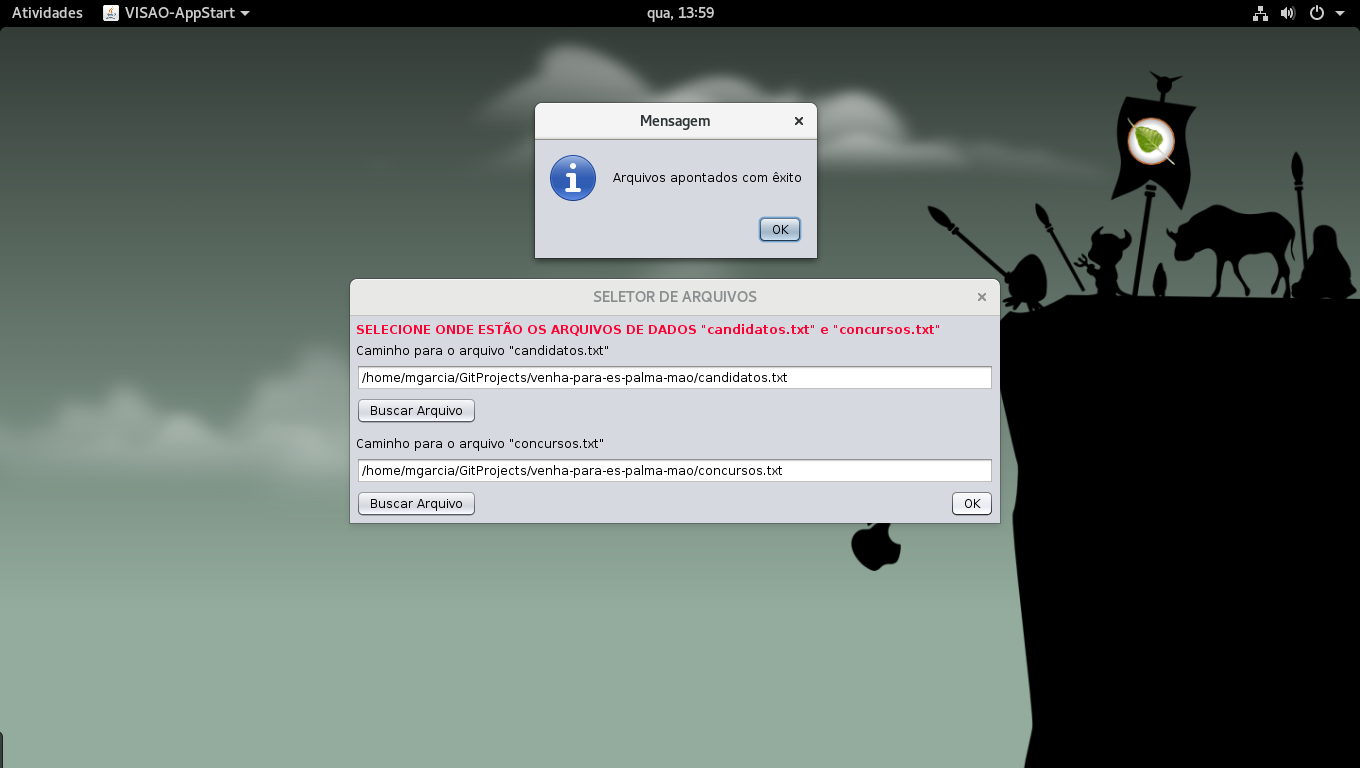 Atividades VISAO-AppStart qua, 13:59
Mensagem
Arquivos apontados com êxito
OK
SELETOR DE ARQUIVOS
SELECIONE ONDE ESTÃO OS ARQUIVOS DE DADOS "candidatos.txt" e "concursos.txt"
Caminho para o arquivo "candidatos.txt"
/home/mgarcia/GitProjects/venha-para-es-palma-mao/candidatos.txt
Buscar Arquivo
Caminho para o arquivo "concursos.txt"
/home/mgarcia/GitProjects/venha-para-es-palma-mao/concursos.txt
Buscar Arquivo OK